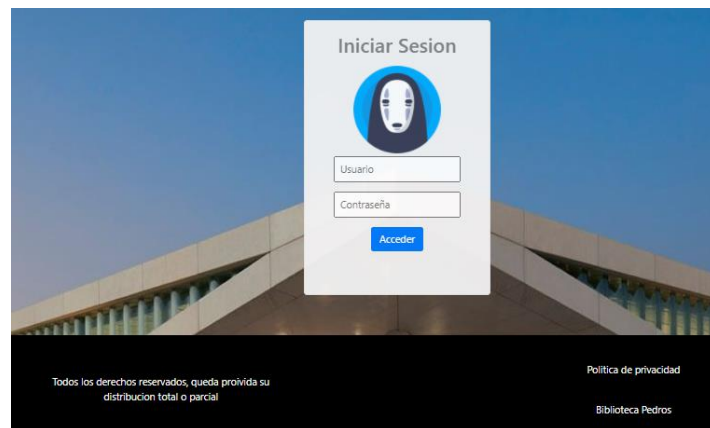 Iniciar Sesion
Usuario
Contraseña
Acceder
Todos los derechos reservados, queda proivida su
distribucion total o parcial
Politica de privacidad
Biblioteca Pedros